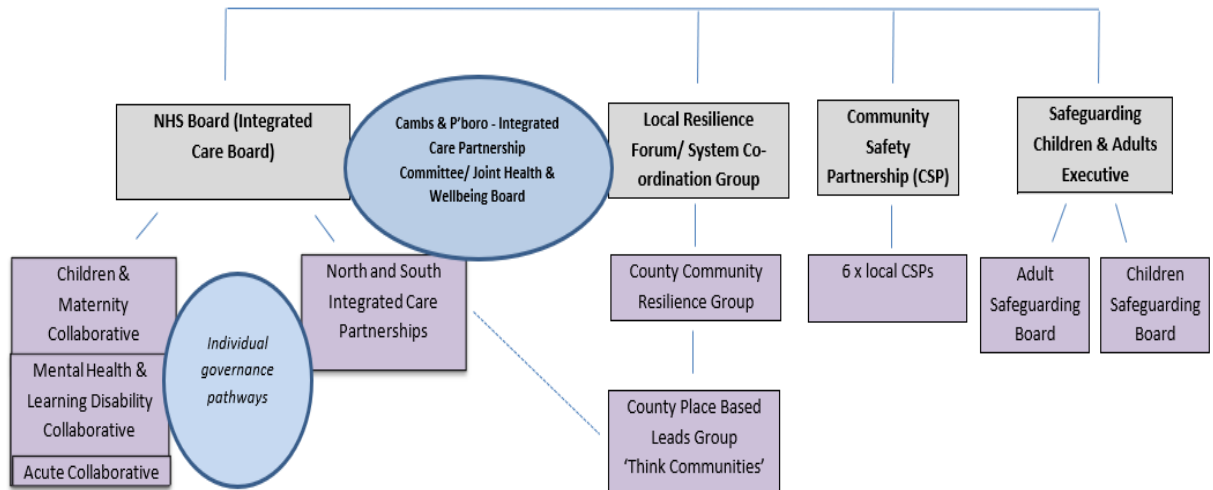 NHS Board (Integrated
Care Board)
Cambs & P'boro - Integrated
Care Partnership
Committee/ Joint Health &
Wellbeing Board
Local Resilience
Forum/ System Co-
ordination Group
Community
Safety
Partnership (CSP)
Safeguarding
Children & Adults
Executive
Children &
Maternity
Collaborative
Mental Health &
Learning Disability
Collaborative
Acute Collaborative
Individual
governance
pathways
North and South
Integrated Care
Partnerships
County Community
Resilience Group
County Place Based
Leads Group
‘Think Communities’
6 x local CSPs
Adult
Safeguarding
Board
Children
Safeguarding
Board